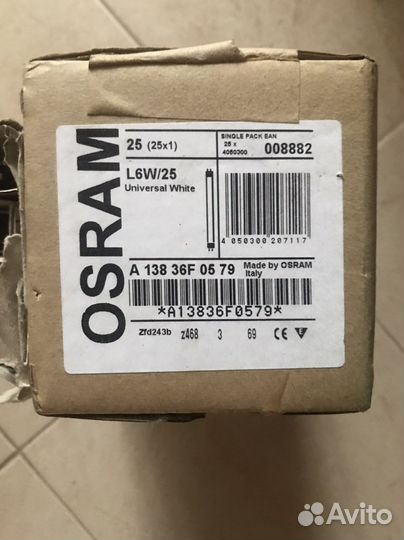 OSRAM
25 (25x1)
SINGLE PACK EAN
25 x
4050300 008882
L6W/25
Universal White
4 050300 207117
A 138 36F 05 79 Made by OSRAM
Italy
*A13836F0579*
Zfd243b z468 3 69 CE E
Avito